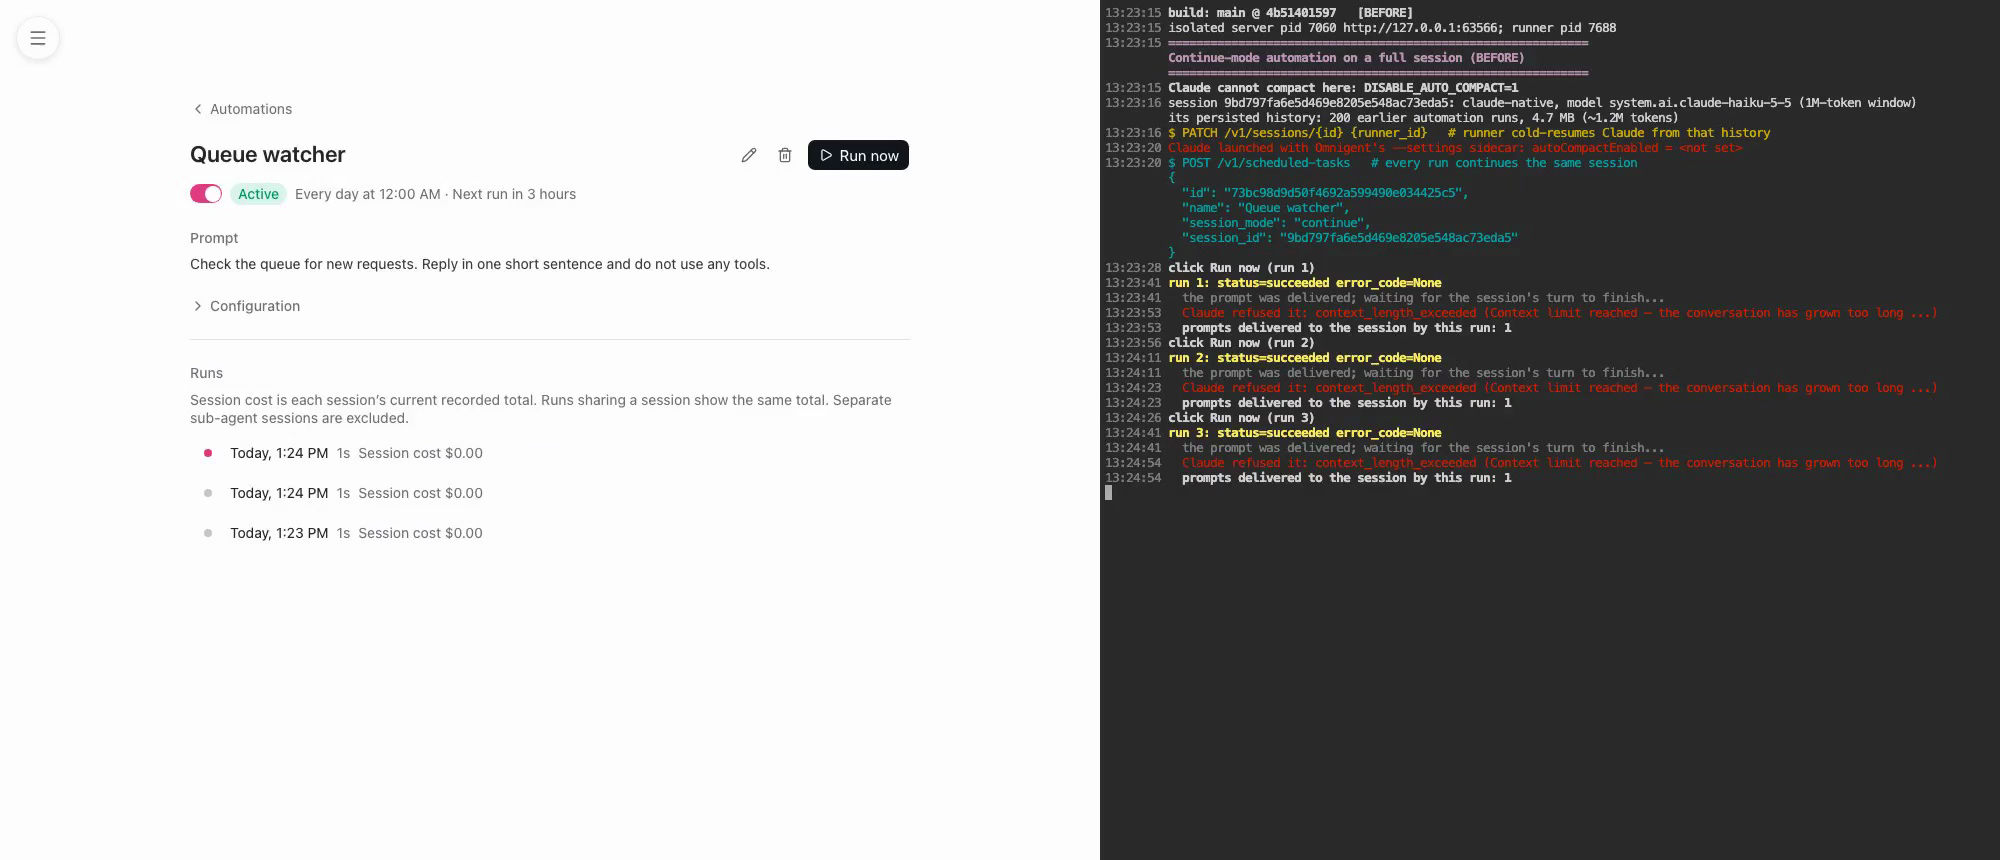 Automations
Queue watcher
Run now
Active Every day at 12:00 AM · Next run in 3 hours
Prompt
Check the queue for new requests. Reply in one short sentence and do not use any tools.
Configuration
Runs
Session cost is each session’s current recorded total. Runs sharing a session show the same total. Separate
sub-agent sessions are excluded.
Today, 1:24 PM 1s Session cost $0.00
Today, 1:24 PM 1s Session cost $0.00
Today, 1:23 PM 1s Session cost $0.00
13:23:15 build: main @ 4b51401597 [BEFORE]
13:23:15 isolated server pid 7060 http://127.0.0.1:63566; runner pid 7688
13:23:15 ============================================================
Continue-mode automation on a full session (BEFORE)
============================================================
13:23:15 Claude cannot compact here: DISABLE_AUTO_COMPACT=1
13:23:16 session 9bd797fa6e5d469e8205e548ac73eda5: claude-native, model system.ai.claude-haiku-5-5 (1M-token window)
its persisted history: 200 earlier automation runs, 4.7 MB (~1.2M tokens)
13:23:16 $ PATCH /v1/sessions/{id} {runner_id} # runner cold-resumes Claude from that history
13:23:20 Claude launched with Omnigent's --settings sidecar: autoCompactEnabled = <not set>
13:23:20 $ POST /v1/scheduled-tasks # every run continues the same session
{
"id": "73bc98d9d50f4692a599490e034425c5",
"name": "Queue watcher",
"session_mode": "continue",
"session_id": "9bd797fa6e5d469e8205e548ac73eda5"
}
13:23:28 click Run now (run 1)
13:23:41 run 1: status=succeeded error_code=None
13:23:41 the prompt was delivered; waiting for the session's turn to finish...
13:23:53 Claude refused it: context_length_exceeded (Context limit reached — the conversation has grown too long ...)
13:23:53 prompts delivered to the session by this run: 1
13:23:56 click Run now (run 2)
13:24:11 run 2: status=succeeded error_code=None
13:24:11 the prompt was delivered; waiting for the session's turn to finish...
13:24:23 Claude refused it: context_length_exceeded (Context limit reached — the conversation has grown too long ...)
13:24:23 prompts delivered to the session by this run: 1
13:24:26 click Run now (run 3)
13:24:41 run 3: status=succeeded error_code=None
13:24:41 the prompt was delivered; waiting for the session's turn to finish...
13:24:54 Claude refused it: context_length_exceeded (Context limit reached — the conversation has grown too long ...)
13:24:54 prompts delivered to the session by this run: 1